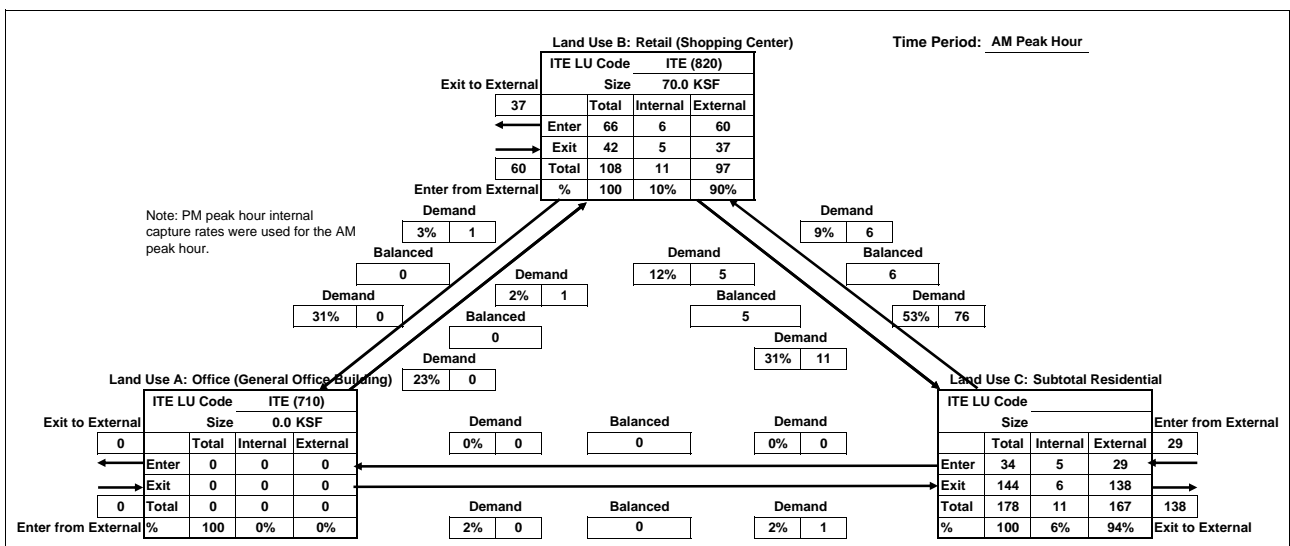 Land Use B: Retail (Shopping Center)
Time Period: AM Peak Hour
ITE LU Code ITE (820)
Exit to External Size 70.0 KSF
37 Total Internal External
Enter 66 6 60
Exit 42 5 37
60 Total 108 11 97
Enter from External % 100 10% 90%
Note: PM peak hour internal
capture rates were used for the AM
peak hour.
Demand
3% 1
Balanced
0
Demand
31% 0
Demand
2% 1
Balanced
0
Demand
23% 0
Demand
12% 5
Balanced
5
Demand
31% 11
Demand
9% 6
Balanced
6
Demand
53% 76
Land Use A: Office (General Office Building)
ITE LU Code ITE (710)
Exit to External Size 0.0 KSF
0 Total Internal External
Enter 0 0 0
Exit 0 0 0
0 Total 0 0 0
Enter from External % 100 0% 0%
Demand Balanced Demand
0% 0 0 0% 0
Demand Balanced Demand
2% 0 0 2% 1
Land Use C: Subtotal Residential
ITE LU Code
Size Enter from External
Total Internal External 29
Enter 34 5 29
Exit 144 6 138
Total 178 11 167 138
% 100 6% 94% Exit to External